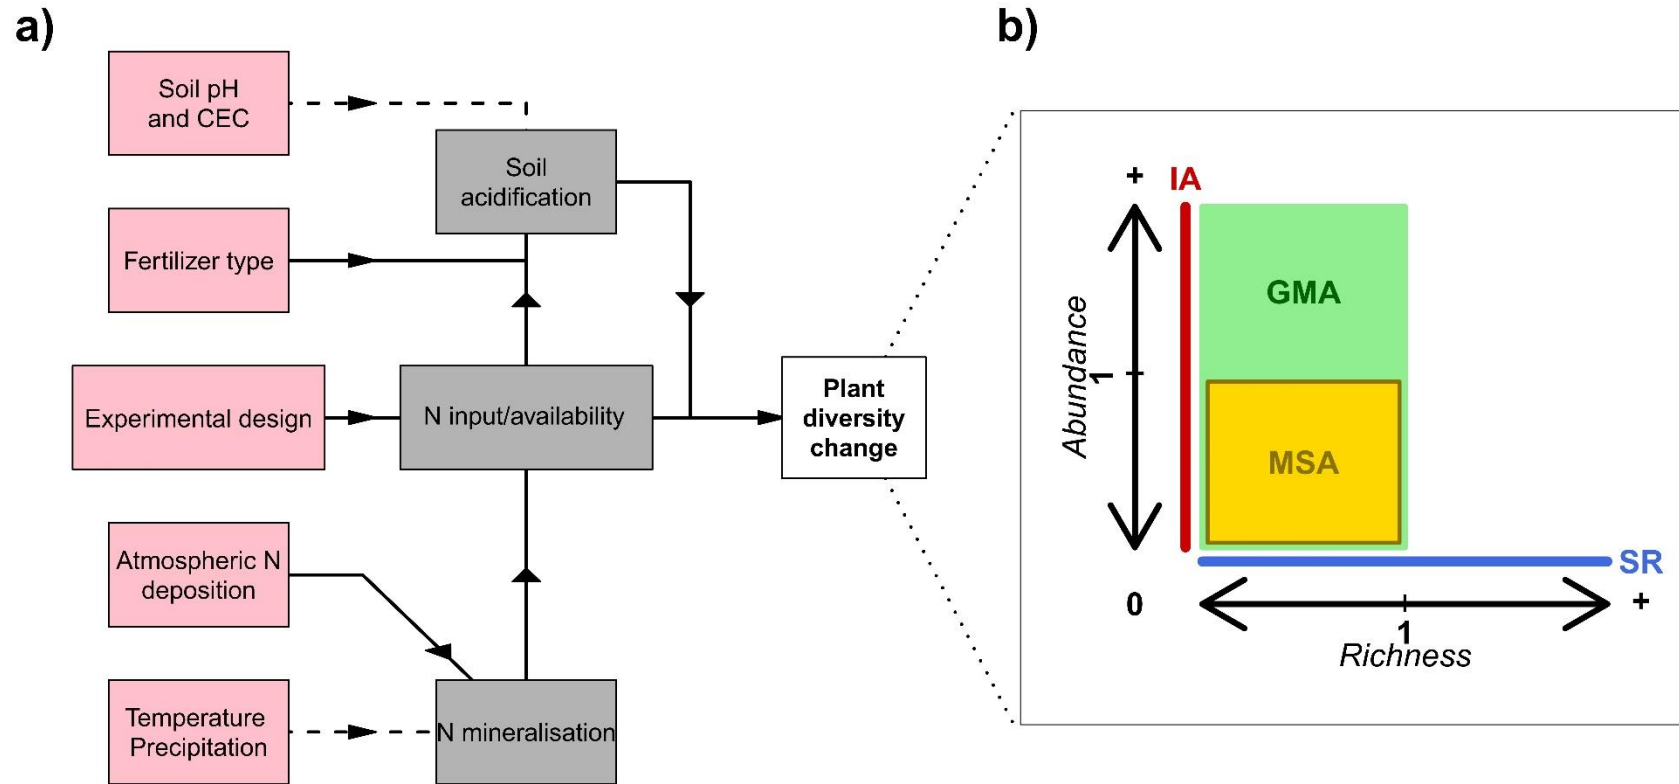 a)
Soil pH
and CEC
Soil
acidification
Fertilizer type
Experimental design
N input/availability
Plant
diversity
change
Atmospheric N
deposition
Temperature
Precipitation
N mineralisation
b)
+
IA
GMA
Abundance
1
MSA
SR
0
+
1
Richness